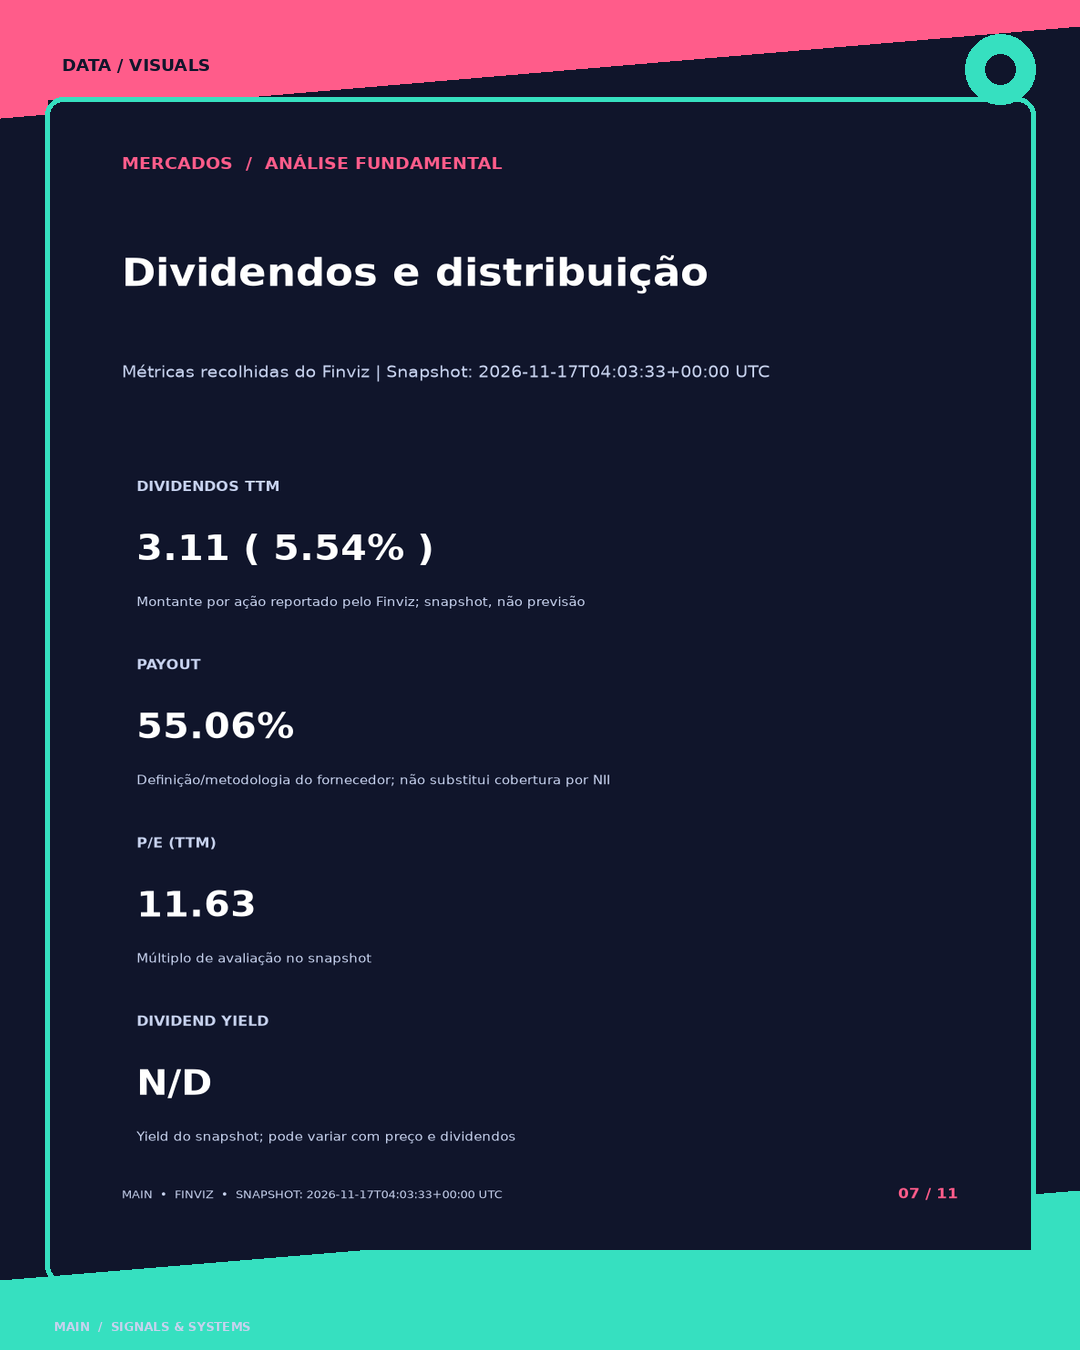 DATA / VISUALS
MERCADOS / ANÁLISE FUNDAMENTAL
Dividendos e distribuição
Métricas recolhidas do Finviz | Snapshot: 2026-11-17T04:03:33+00:00 UTC
DIVIDENDOS TTM
3.11 ( 5.54% )
Montante por ação reportado pelo Finviz; snapshot, não previsão
PAYOUT
55.06%
Definição/metodologia do fornecedor; não substitui cobertura por NII
P/E (TTM)
11.63
Múltiplo de avaliação no snapshot
DIVIDEND YIELD
N/D
Yield do snapshot; pode variar com preço e dividendos
MAIN • FINVIZ • SNAPSHOT: 2026-11-17T04:03:33+00:00 UTC
07 / 11
MAIN / SIGNALS & SYSTEMS